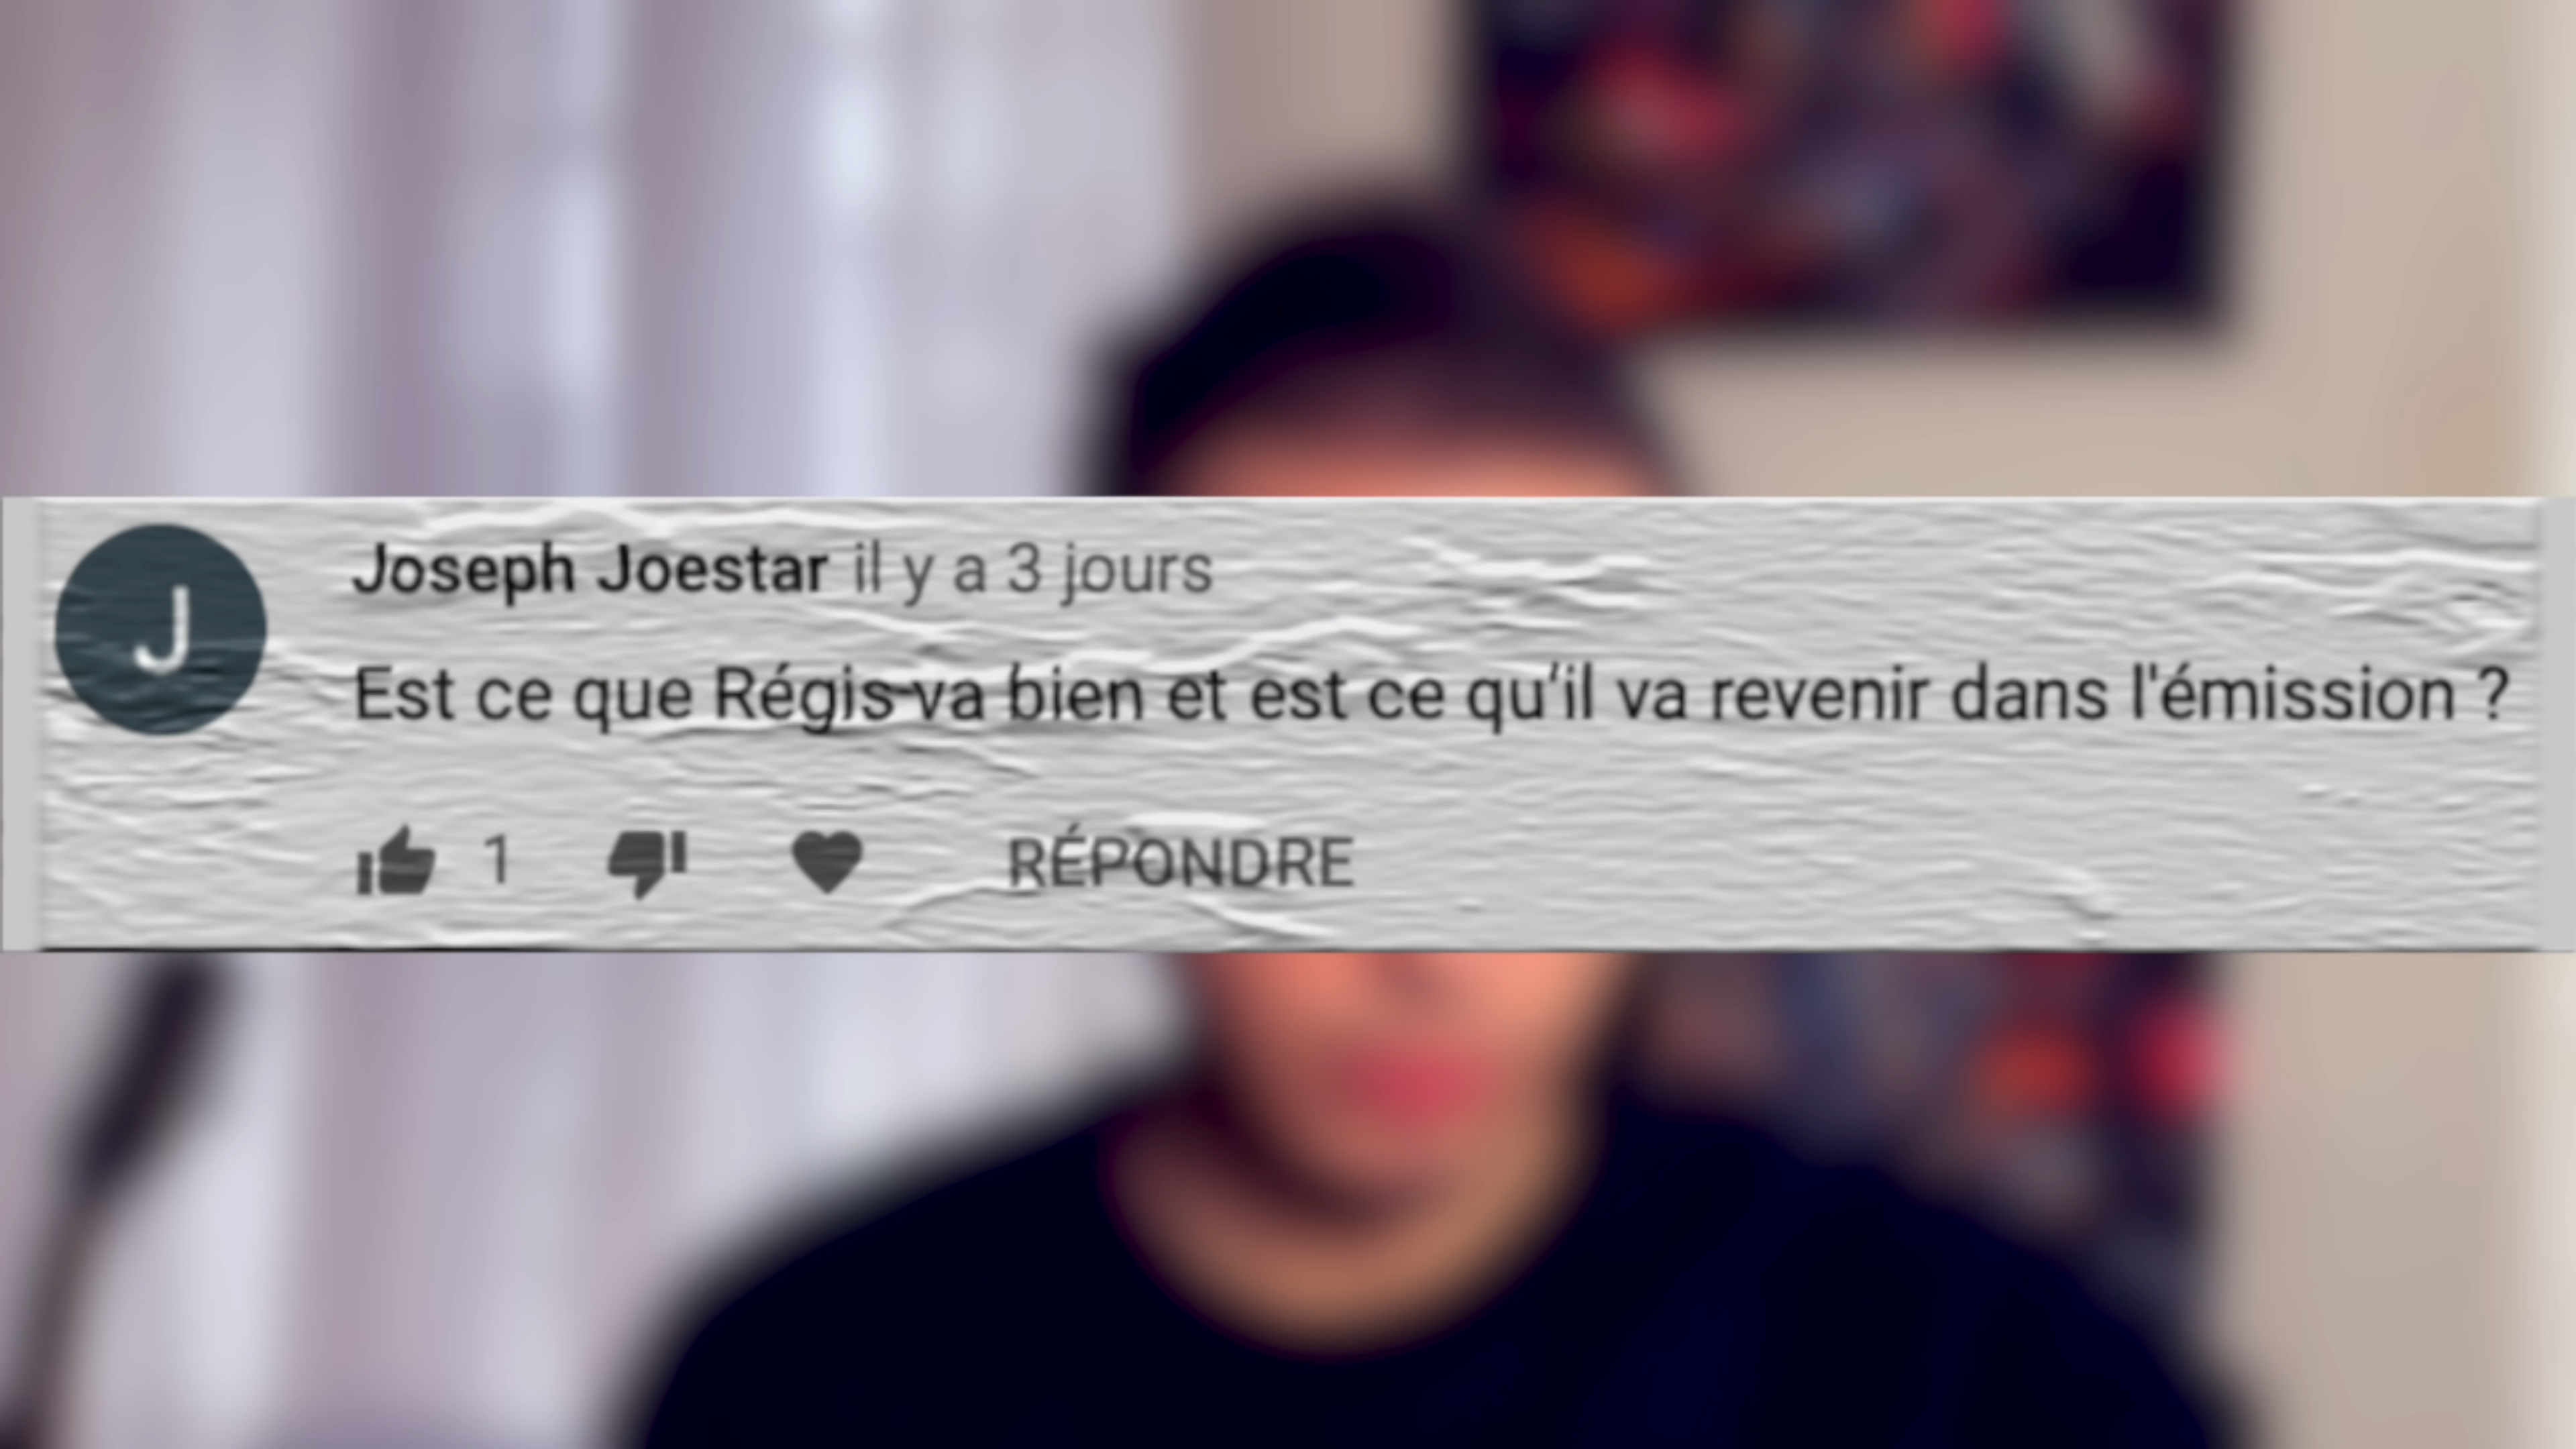 J
Joseph Joestar il y a 3 jours
Est ce que Régis va bien et est ce qu'il va revenir dans l'émission ?
1
RÉPONDRE